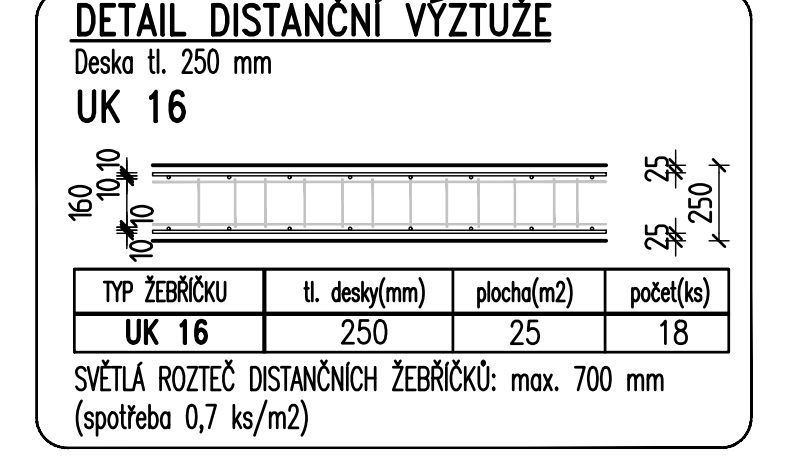 DETAIL DISTANČNÍ VÝZTUŽE
Deska tl. 250 mm
UK 16
10
10
160
10
10
25
25
250
TYP ŽEBŘÍČKU tl. desky(mm) plocha(m2) počet(ks)
UK 16 250 25 18
SVĚTLÁ ROZTEČ DISTANČNÍCH ŽEBŘÍČKŮ: max. 700 mm
(spotřeba 0,7 ks/m2)